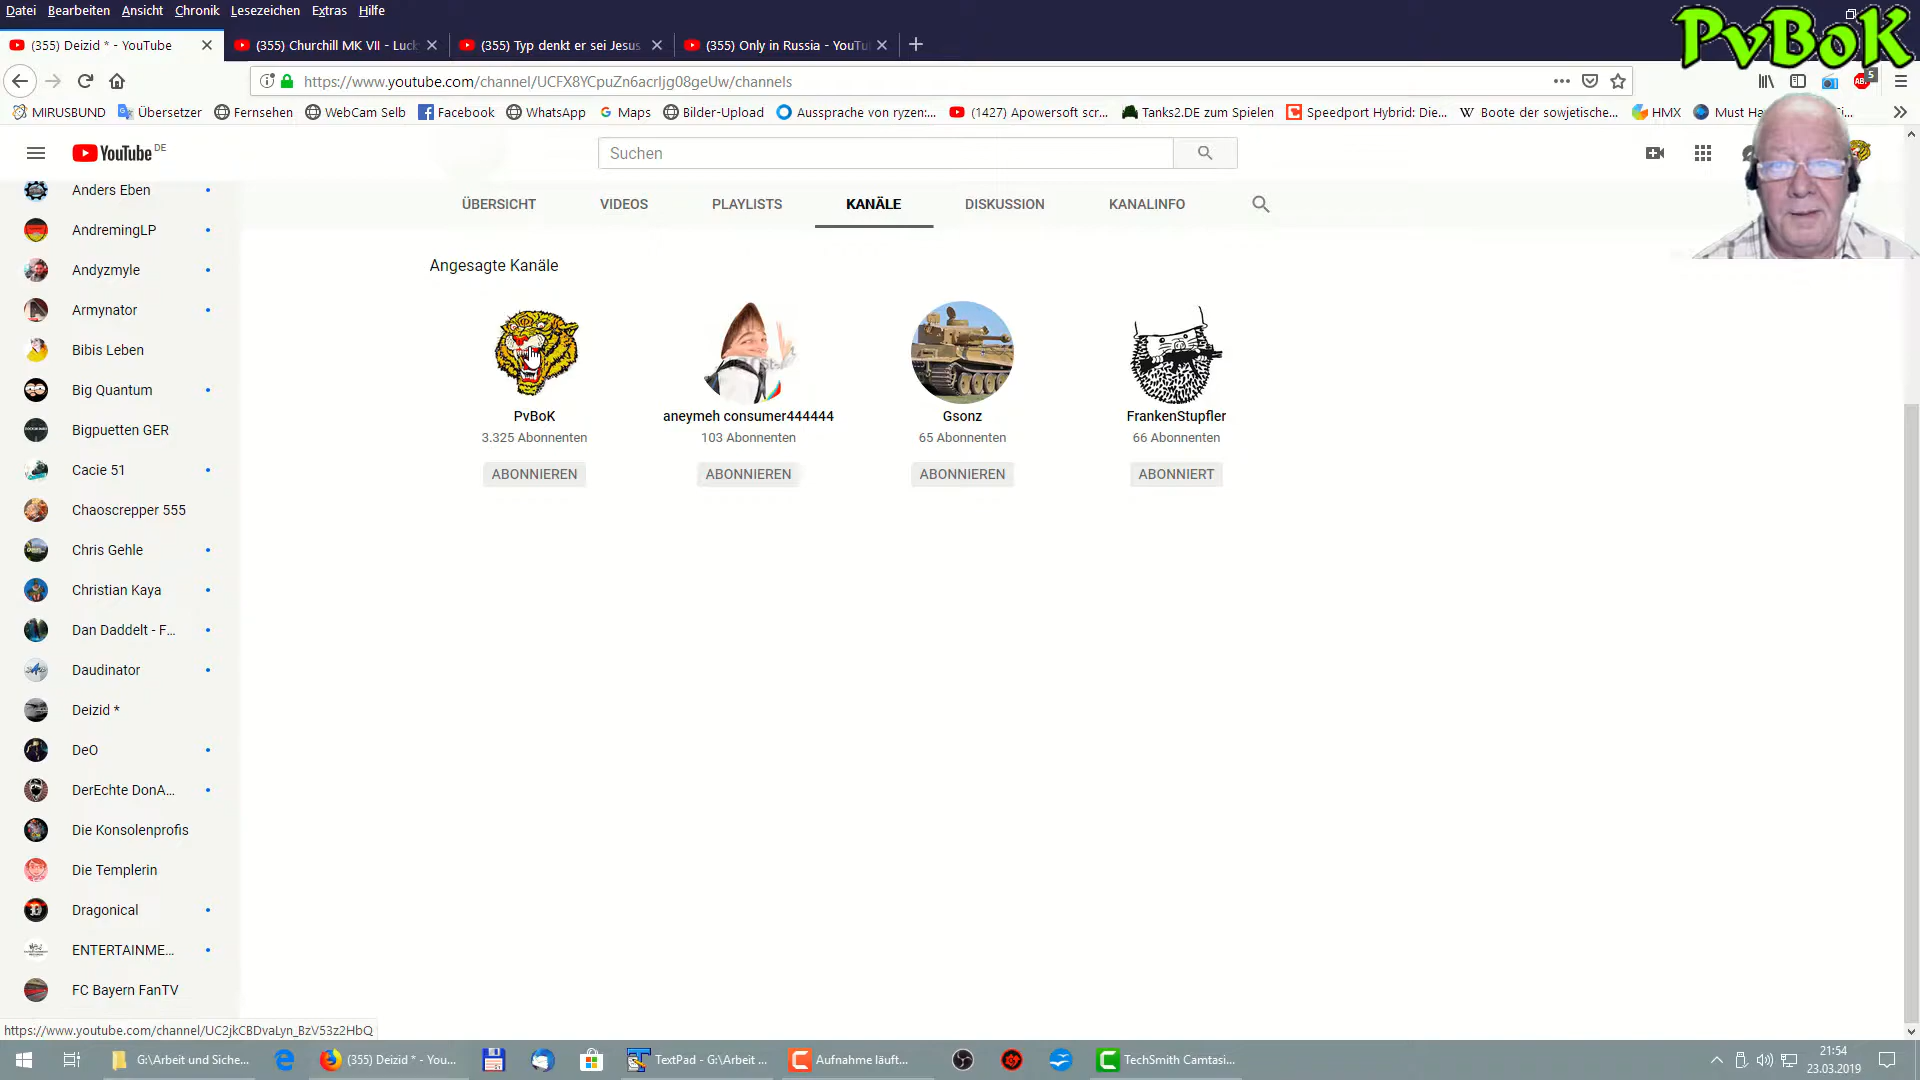 Datei Bearbeiten Ansicht Chronik Lesezeichen Extras Hilfe
(355) Deizid * - YouTube
(355) Churchill MK VII - Luck
(355) Typ denkt er sei Jesus
(355) Only in Russia - YouTu
PvBoK
https://www.youtube.com/channel/UCFX8YCpuZn6acrIjg08geUw/channels
5
MIRUSBUND Übersetzer Fernsehen WebCam Selb Facebook WhatsApp Maps Bilder-Upload Aussprache von ryzen:... (1427) Apowersoft scr... Tanks2.DE zum Spielen Speedport Hybrid: Die... Boote der sowjetische... HMX Must Ha
YouTube DE
Suchen
ÜBERSICHT VIDEOS PLAYLISTS KANÄLE DISKUSSION KANALINFO
Angesagte Kanäle
PvBoK
3.325 Abonnenten
ABONNIEREN
aneymeh consumer444444
103 Abonnenten
ABONNIEREN
Gsonz
65 Abonnenten
ABONNIEREN
FrankenStupfler
66 Abonnenten
ABONNIERT
Anders Eben
AndremingLP
Andyzmyle
Armynator
Bibis Leben
Big Quantum
Bigpuetten GER
Cacie 51
Chaoscrepper 555
Chris Gehle
Christian Kaya
Dan Daddelt - F...
Daudinator
Deizid *
DeO
DerEchte DonA...
Die Konsolenprofis
Die Templerin
Dragonical
ENTERTAINME...
FC Bayern FanTV
https://www.youtube.com/channel/UC2jkCBDvaLyn_BzV53z2HbQ
G:\Arbeit und Siche...
(355) Deizid * - You...
TextPad - G:\Arbeit ...
Aufnahme läuft...
TechSmith Camtasi...
21:54
23.03.2019